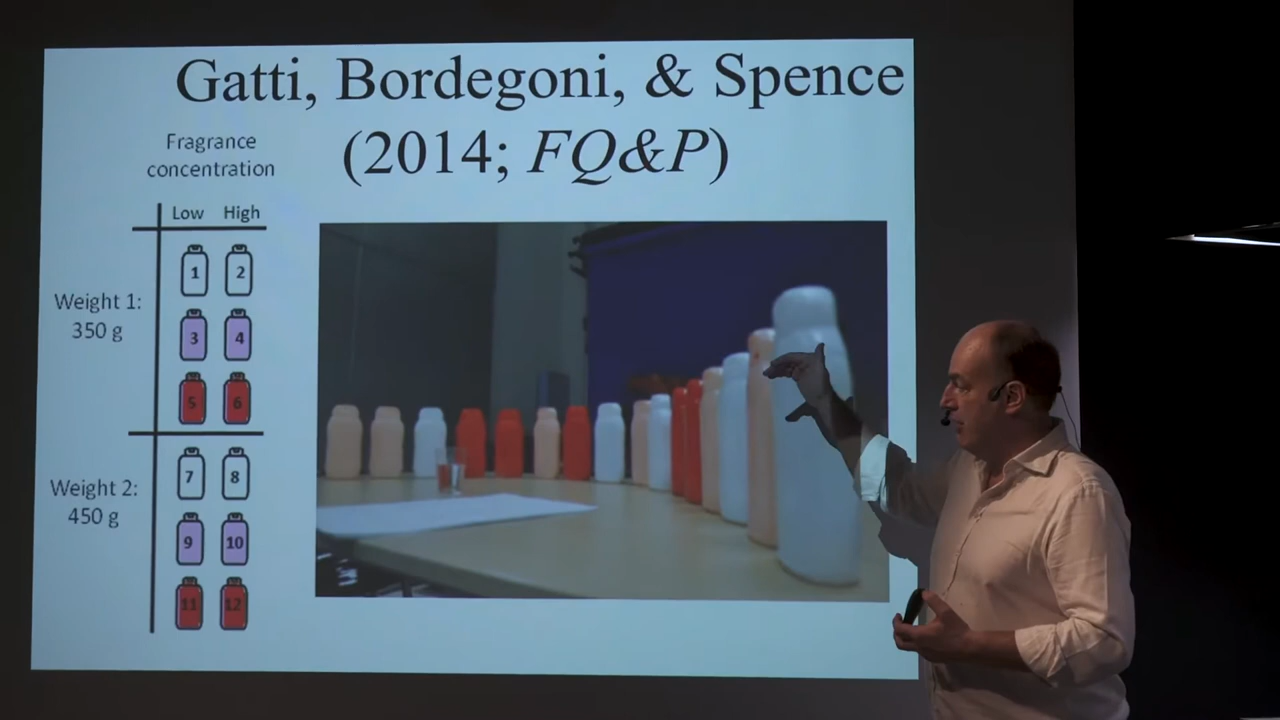 Gatti, Bordegoni, & Spence
(2014; FQ&P)
Fragrance
concentration
Low High
1 2
Weight 1:
350 g
3 4
5 6
7 8
Weight 2:
450 g
9 10
11 12